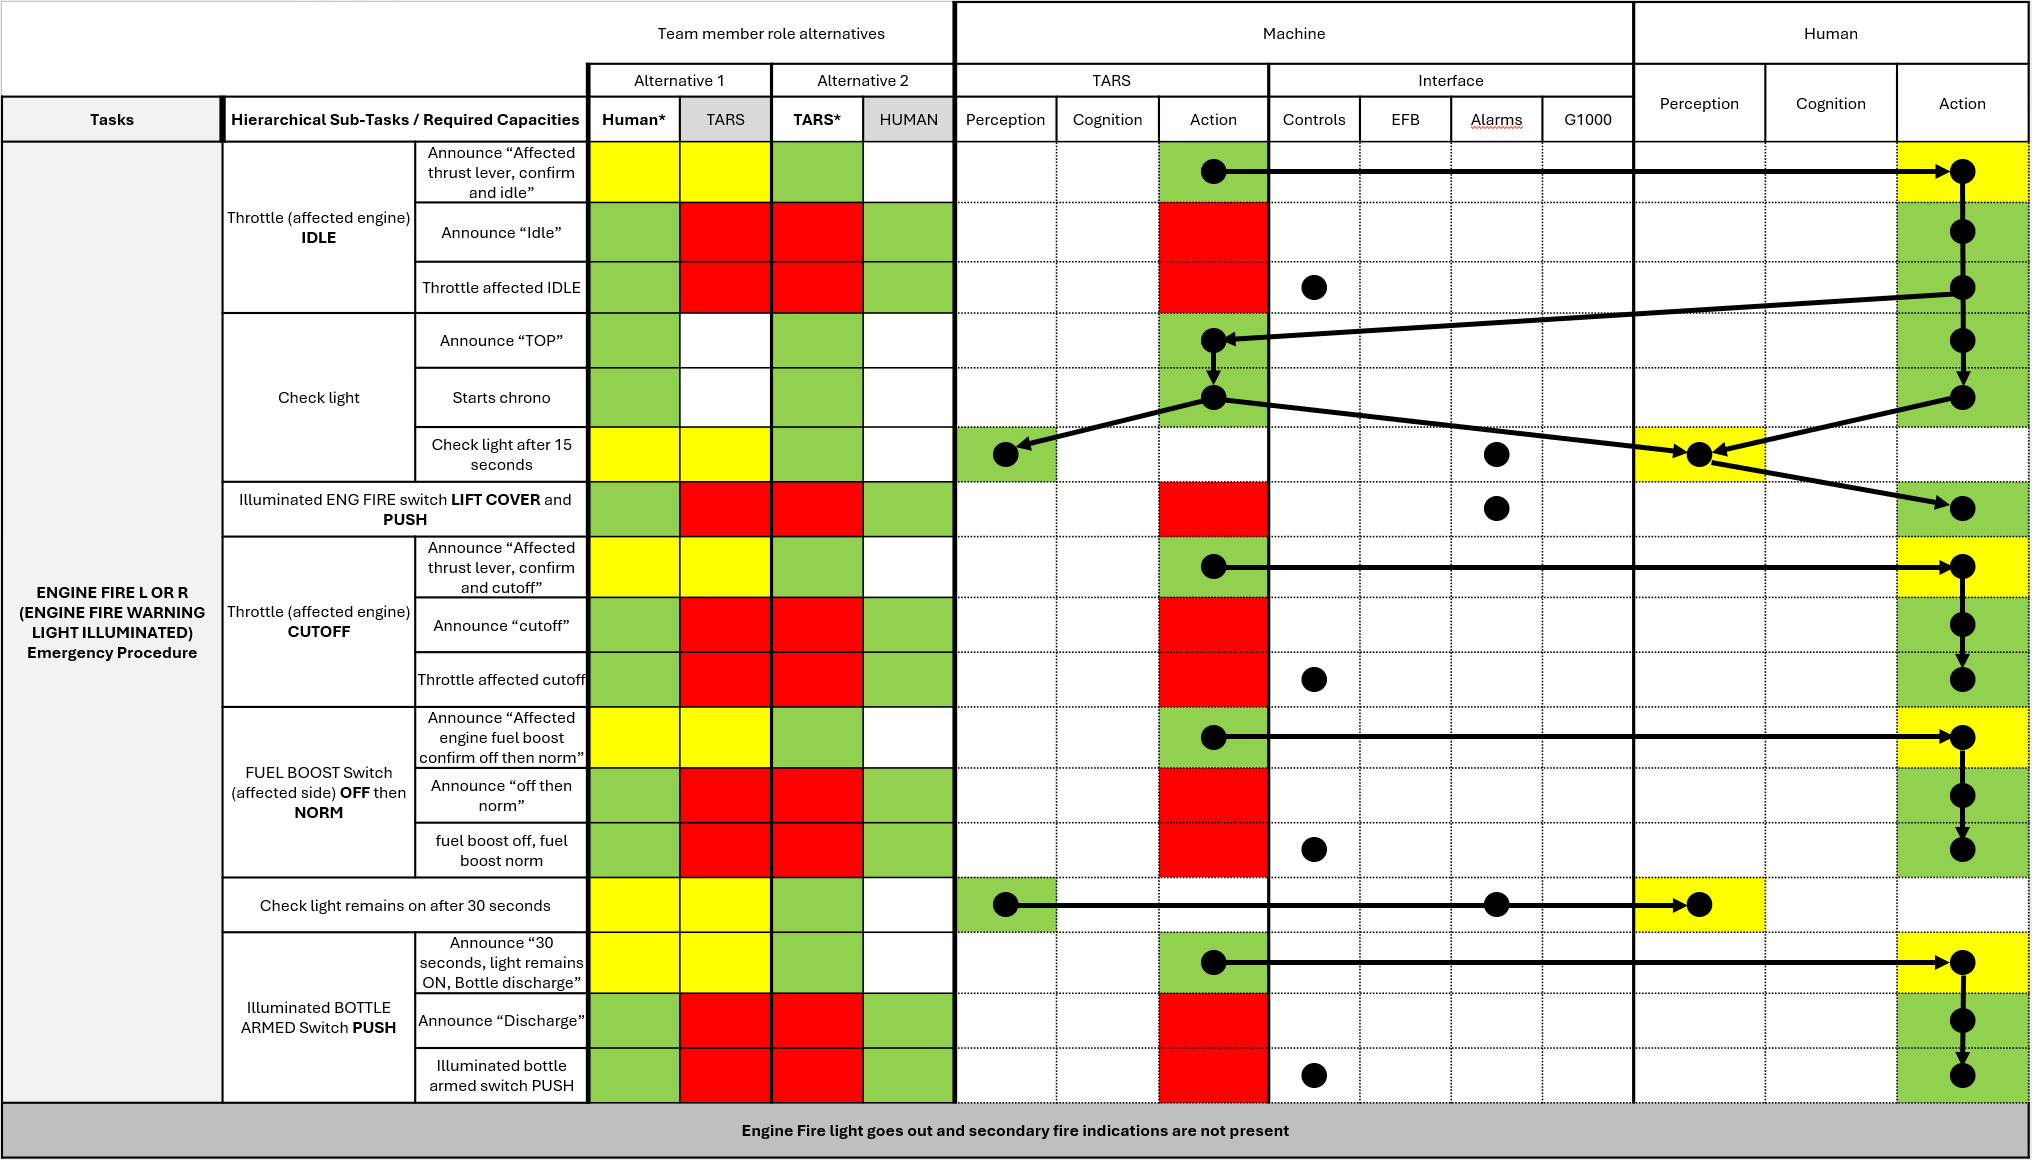 Team member role alternatives
Machine
Human
Alternative 1
Alternative 2
TARS
Interface
Perception
Cognition
Action
Tasks
Hierarchical Sub-Tasks / Required Capacities
Human*
TARS
TARS*
HUMAN
Perception
Cognition
Action
Controls
EFB
Alarms
G1000
ENGINE FIRE L OR R
(ENGINE FIRE WARNING
LIGHT ILLUMINATED)
Emergency Procedure
Throttle (affected engine)
IDLE
Announce “Affected
thrust lever, confirm
and idle”
Announce “Idle”
Throttle affected IDLE
Check light
Announce “TOP”
Starts chrono
Check light after 15
seconds
Illuminated ENG FIRE switch LIFT COVER and
PUSH
Throttle (affected engine)
CUTOFF
Announce “Affected
thrust lever, confirm
and cutoff”
Announce “cutoff”
Throttle affected cutoff
FUEL BOOST Switch
(affected side) OFF then
NORM
Announce “Affected
engine fuel boost
confirm off then norm”
Announce “off then
norm”
fuel boost off, fuel
boost norm
Check light remains on after 30 seconds
Illuminated BOTTLE
ARMED Switch PUSH
Announce “30
seconds, light remains
ON, Bottle discharge”
Announce “Discharge”
Illuminated bottle
armed switch PUSH
Engine Fire light goes out and secondary fire indications are not present